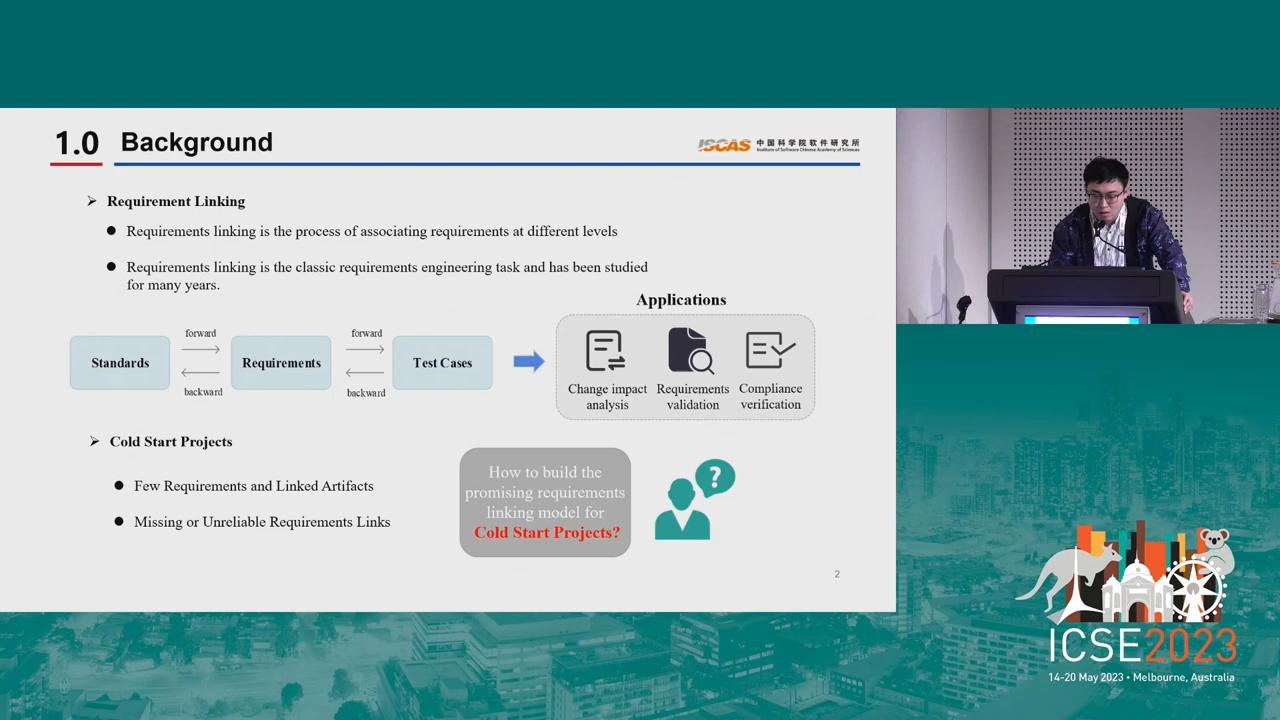 1.0 Background
ISCAS 中国科学院软件研究所
Institute of Software Chinese Academy of Sciences
Requirement Linking
Requirements linking is the process of associating requirements at different levels
Requirements linking is the classic requirements engineering task and has been studied
for many years.
Applications
forward
forward
Standards
Requirements
Test Cases
backward
backward
Change impact
analysis
Requirements
validation
Compliance
verification
Cold Start Projects
Few Requirements and Linked Artifacts
Missing or Unreliable Requirements Links
How to build the
promising requirements
linking model for
Cold Start Projects?
?
2
ICSE2023
14-20 May 2023 • Melbourne, Australia